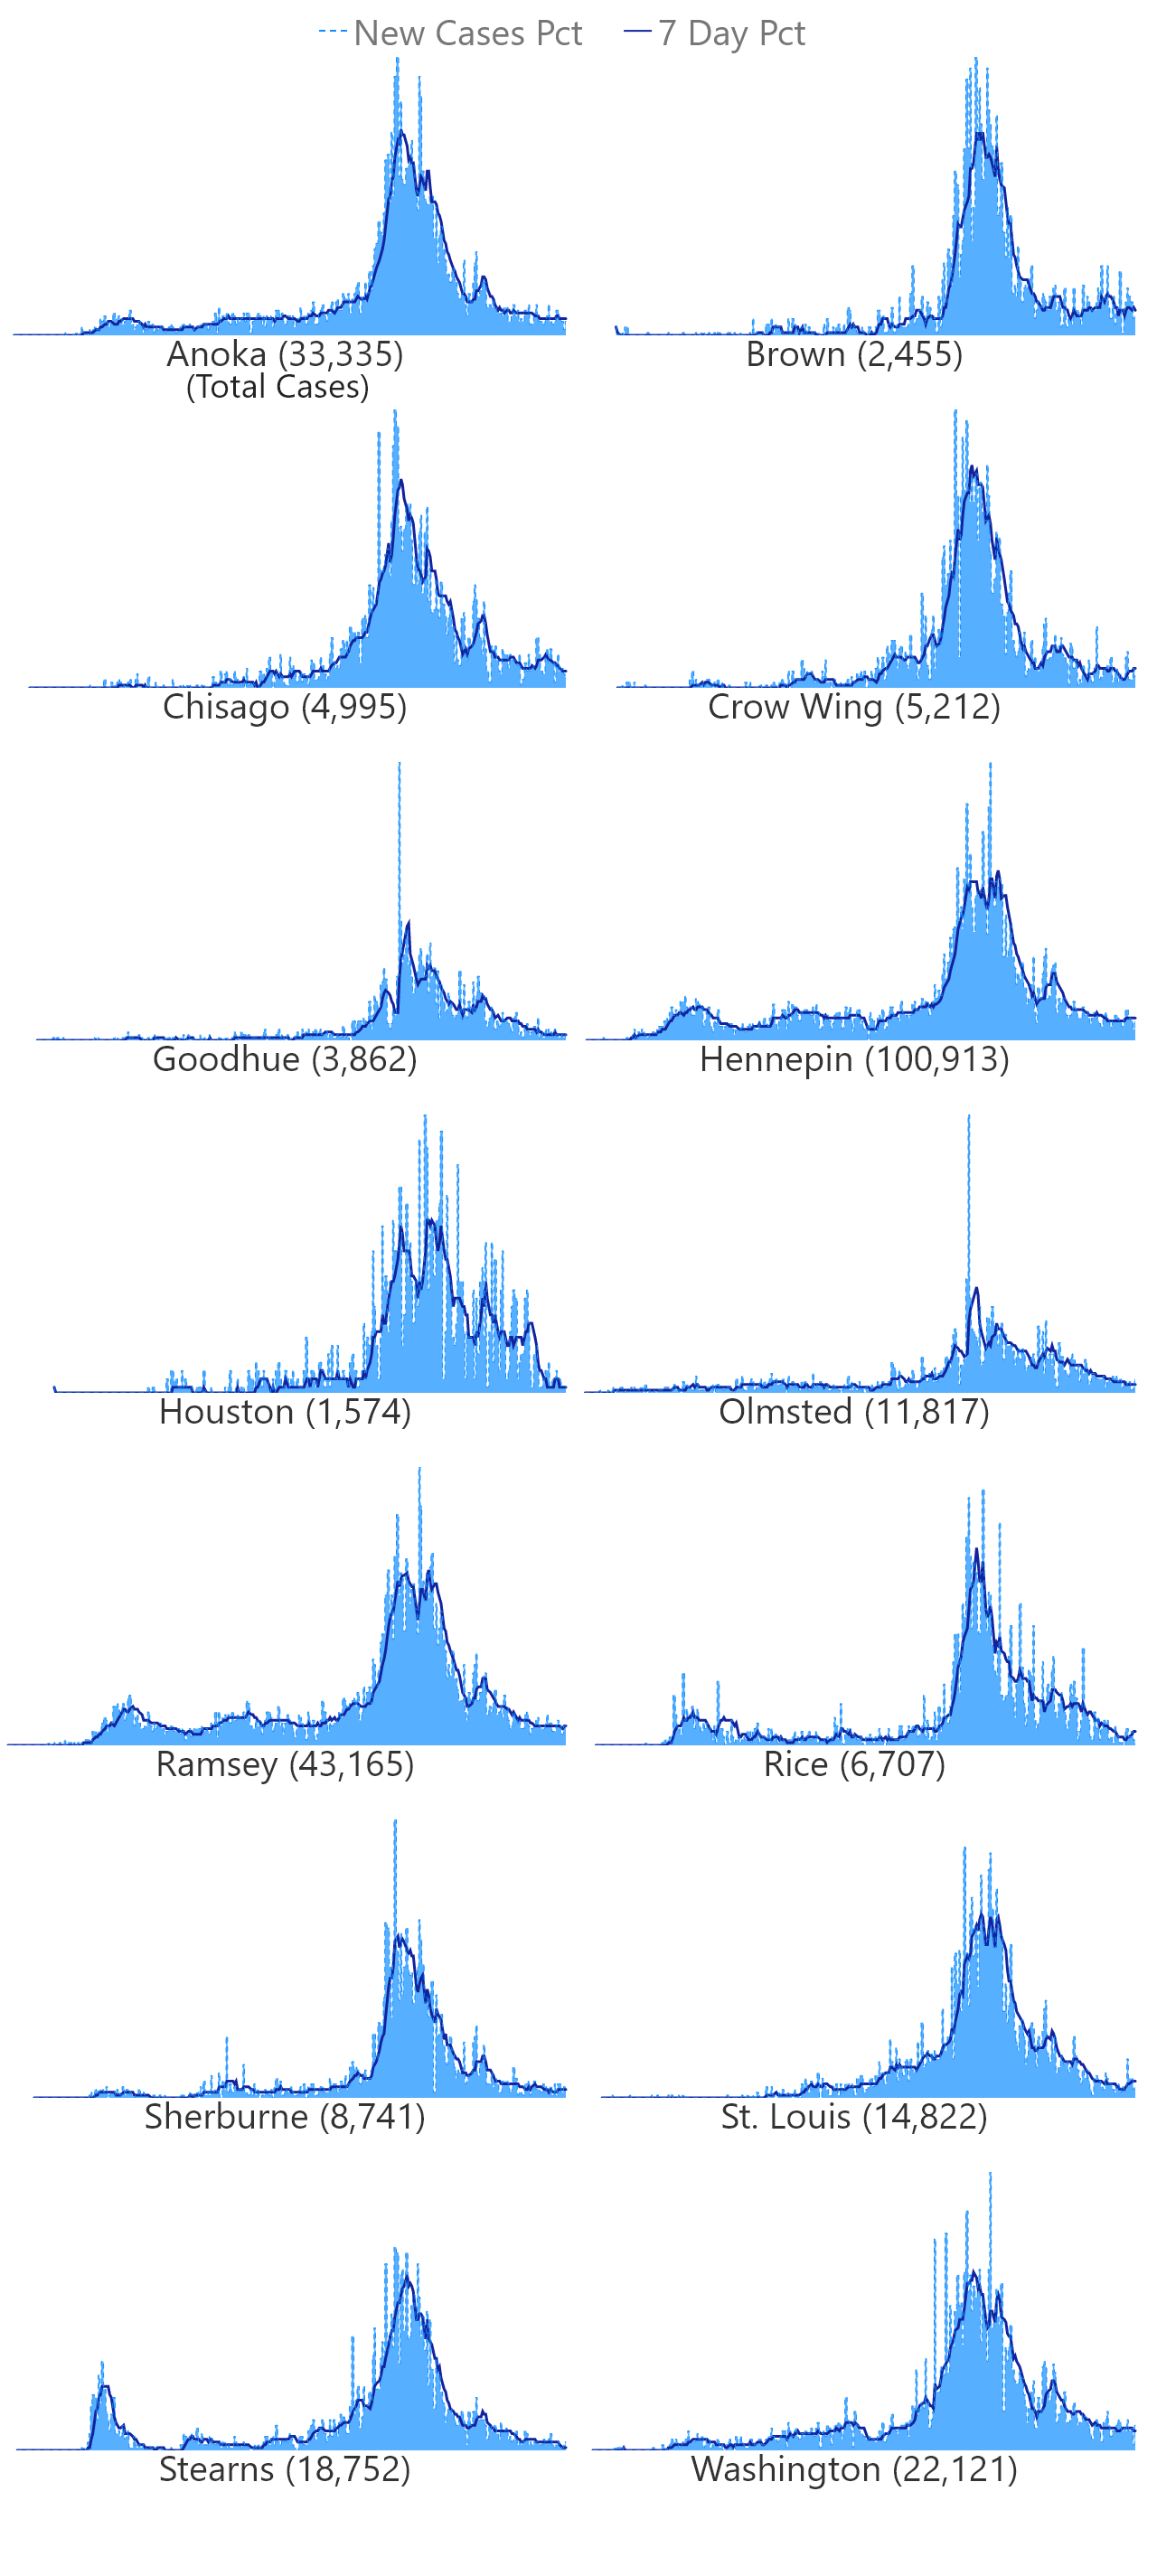 New Cases Pct 7 Day Pct
Anoka (33,335) Brown (2,455)
(Total Cases)
Chisago (4,995) Crow Wing (5,212)
Goodhue (3,862) Hennepin (100,913)
Houston (1,574) Olmsted (11,817)
Ramsey (43,165) Rice (6,707)
Sherburne (8,741) St. Louis (14,822)
Stearns (18,752) Washington (22,121)